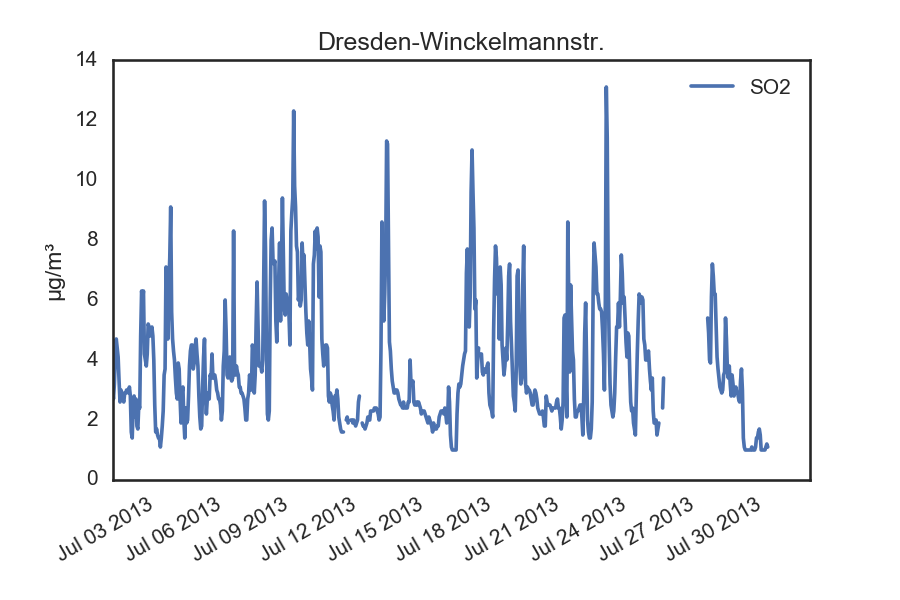 Dresden-Winckelmannstr.
14
12
10
8
6
4
2
0
µg/m³
SO2
Jul 03 2013
Jul 06 2013
Jul 09 2013
Jul 12 2013
Jul 15 2013
Jul 18 2013
Jul 21 2013
Jul 24 2013
Jul 27 2013
Jul 30 2013